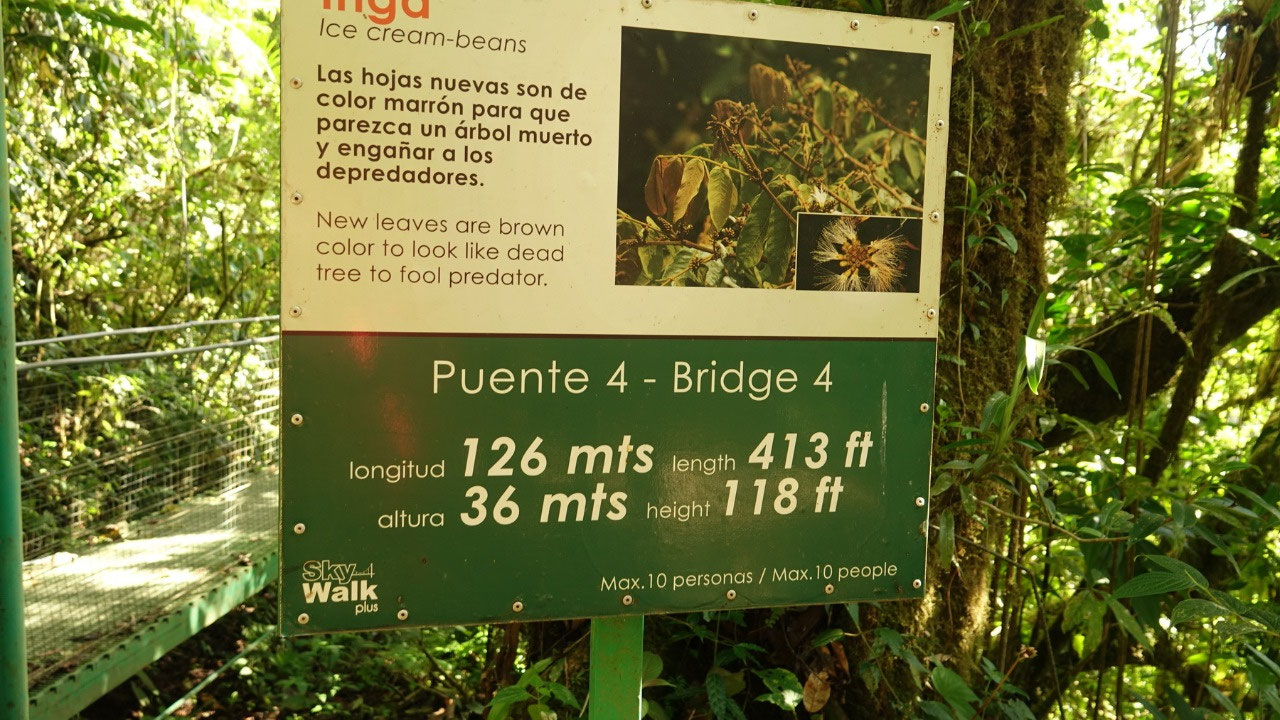 Inga
Ice cream-beans
Las hojas nuevas son de
color marrón para que
parezca un árbol muerto
y engañar a los
depredadores.
New leaves are brown
color to look like dead
tree to fool predator.
Puente 4 - Bridge 4
longitud 126 mts length 413 ft
altura 36 mts height 118 ft
Sky
Walk
plus
Max.10 personas / Max.10 people